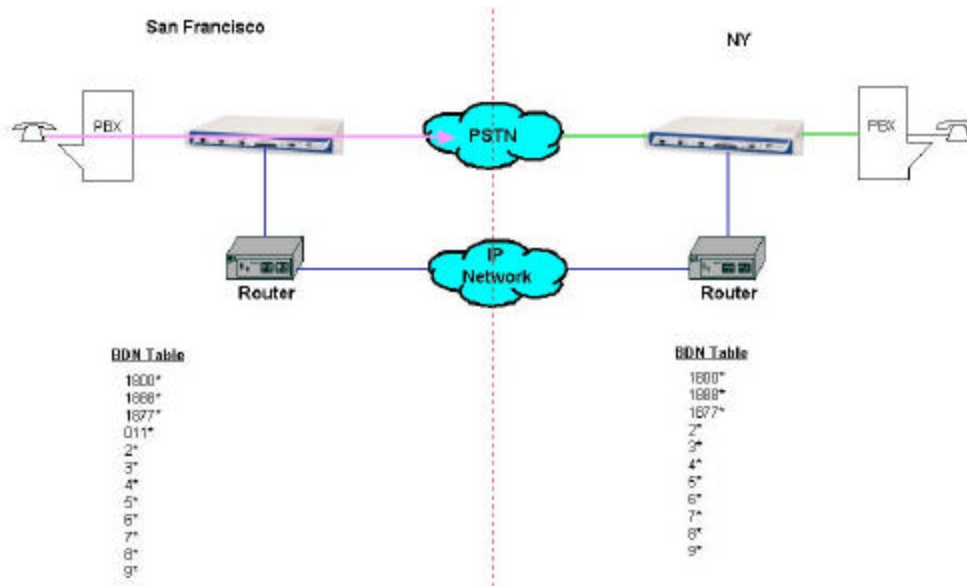 San Francisco
NY
PBX
PSTN
PBX
IP
Network
Router
Router
BDN Table
1800*
1888*
1877*
011*
2*
3*
4*
5*
6*
7*
8*
9*
BDN Table
1800*
1888*
1877*
2*
3*
4*
5*
6*
7*
8*
9*